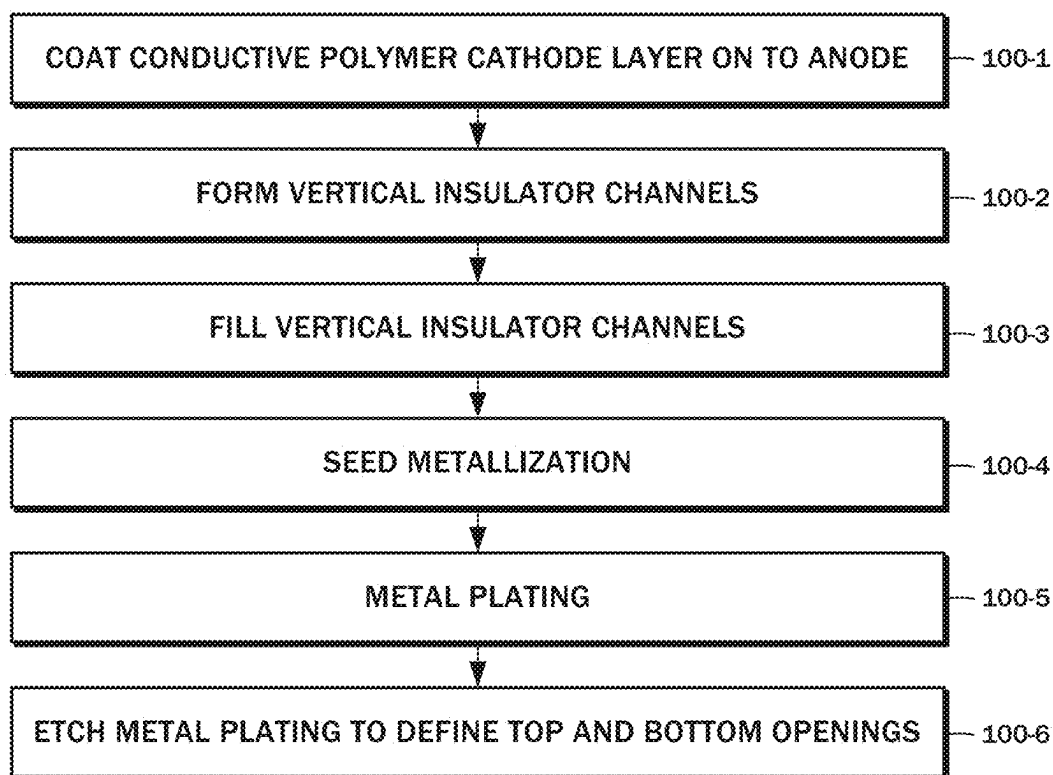 COAT CONDUCTIVE POLYMER CATHODE LAYER ON TO ANODE 100-1
FORM VERTICAL INSULATOR CHANNELS 100-2
FILL VERTICAL INSULATOR CHANNELS 100-3
SEED METALLIZATION 100-4
METAL PLATING 100-5
ETCH METAL PLATING TO DEFINE TOP AND BOTTOM OPENINGS 100-6